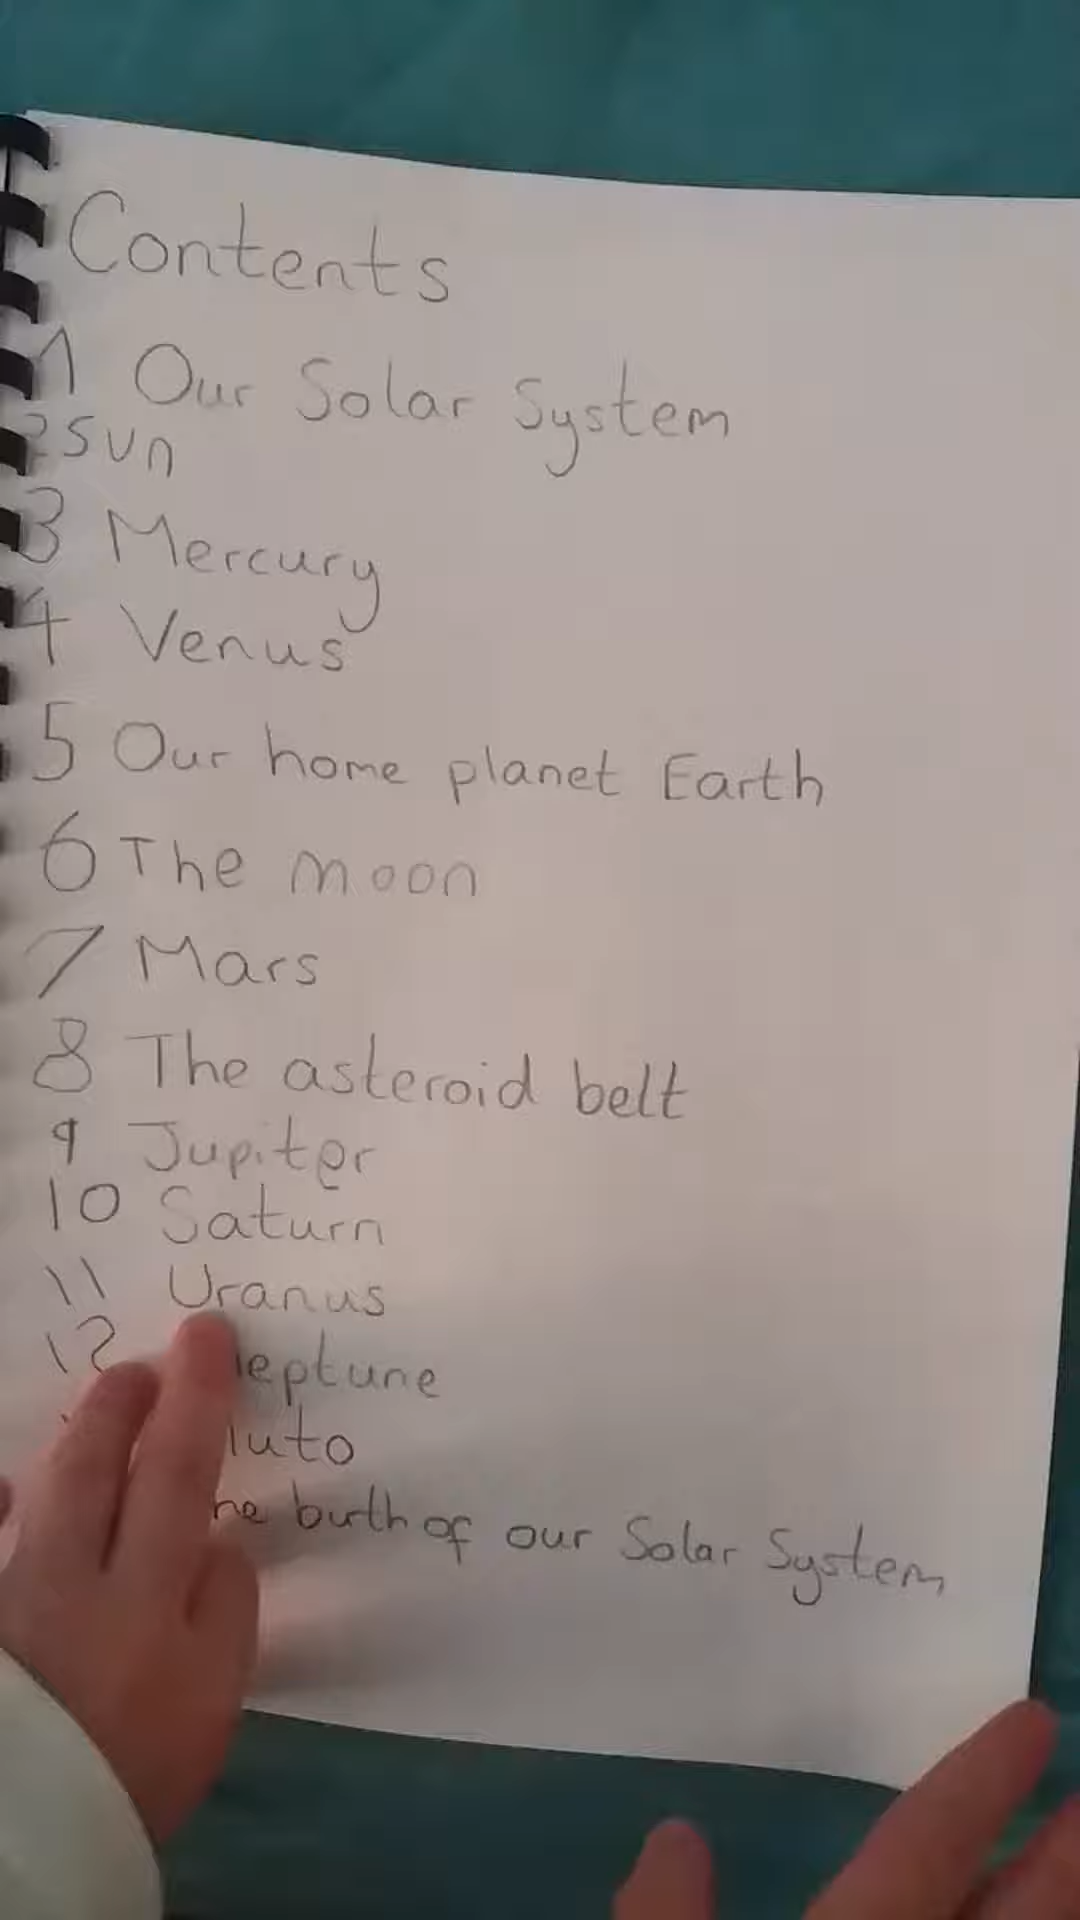 Contents
1 Our Solar System
2 Sun
3 Mercury
4 Venus
5 Our home planet Earth
6 The moon
7 Mars
8 The asteroid belt
9 Jupiter
10 Saturn
11 Uranus
12 eptune
luto
he birth of our Solar System